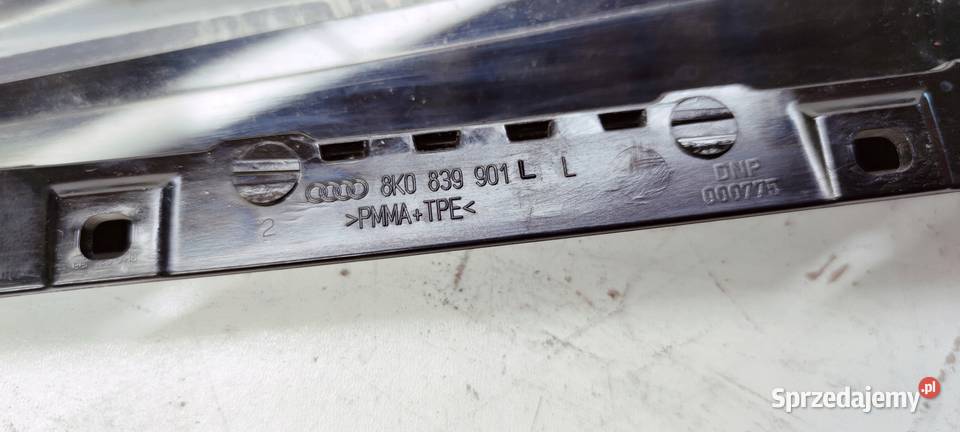 8K0 839 901 L L
>PMMA+TPE<
2
DNP
000775
Sprzedajemy.pl